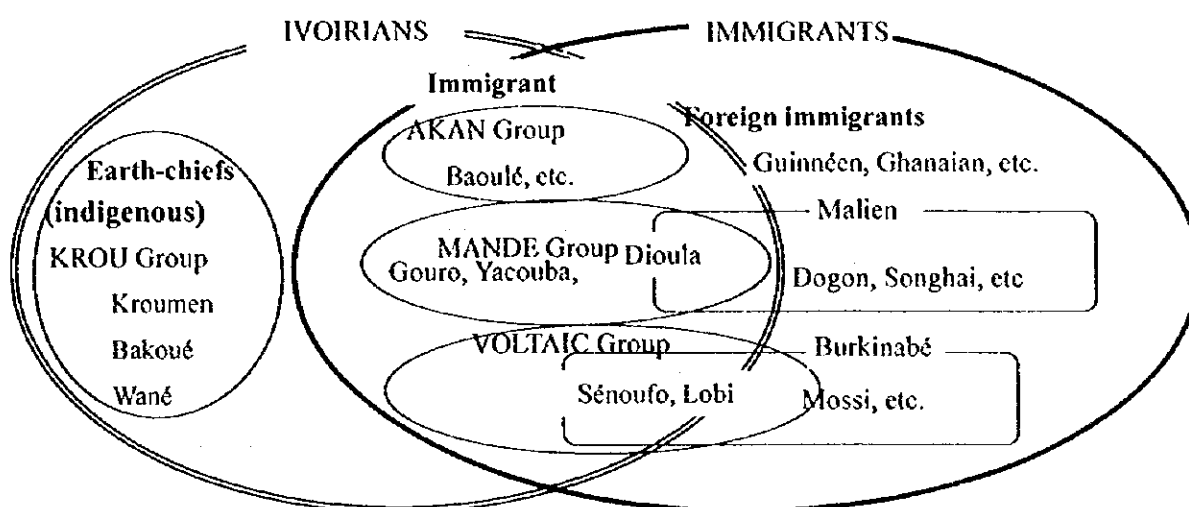 IVOIRIANS
IMMIGRANTS
Immigrant
AKAN Group
Baoulé, etc.
Foreign immigrants
Guinnéen, Ghanaian, etc.
Earth-chiefs
(indigenous)
KROU Group
Kroumen
Bakoué
Wané
MANDE Group
Gouro, Yacouba,
Dioula
Malien
Dogon, Songhai, etc
VOLTAIC Group
Sénoufo, Lobi
Burkinabé
Mossi, etc.